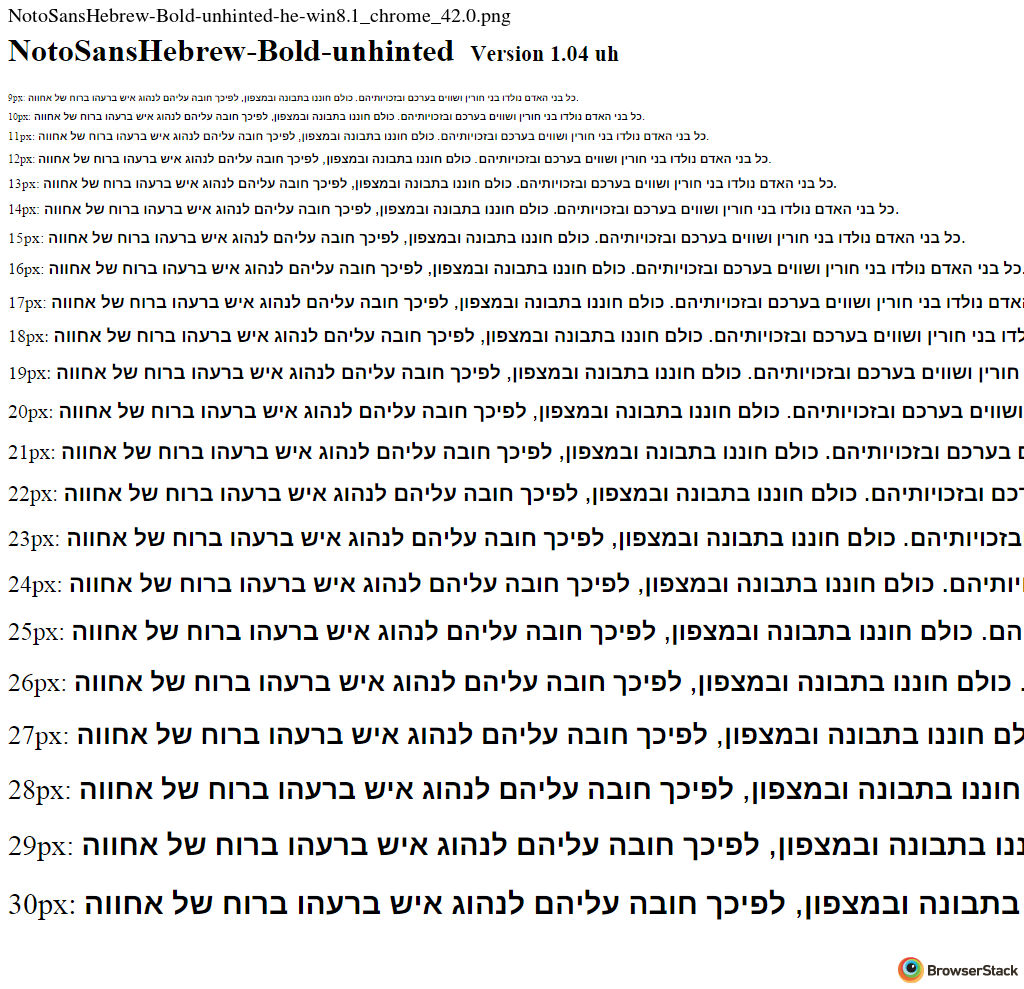 NotoSansHebrew-Bold-unhinted-he-win8.1_chrome_42.0.png
NotoSansHebrew-Bold-unhinted Version 1.04 uh
9px: כל בני האדם נולדו בני חורין ושווים בערכם ובזכויותיהם. כולם חוננו בתבונה ובמצפון, לפיכך חובה עליהם לנהוג איש ברעהו ברוח של אחווה.
10px: כל בני האדם נולדו בני חורין ושווים בערכם ובזכויותיהם. כולם חוננו בתבונה ובמצפון, לפיכך חובה עליהם לנהוג איש ברעהו ברוח של אחווה.
11px: כל בני האדם נולדו בני חורין ושווים בערכם ובזכויותיהם. כולם חוננו בתבונה ובמצפון, לפיכך חובה עליהם לנהוג איש ברעהו ברוח של אחווה.
12px: כל בני האדם נולדו בני חורין ושווים בערכם ובזכויותיהם. כולם חוננו בתבונה ובמצפון, לפיכך חובה עליהם לנהוג איש ברעהו ברוח של אחווה.
13px: כל בני האדם נולדו בני חורין ושווים בערכם ובזכויותיהם. כולם חוננו בתבונה ובמצפון, לפיכך חובה עליהם לנהוג איש ברעהו ברוח של אחווה.
14px: כל בני האדם נולדו בני חורין ושווים בערכם ובזכויותיהם. כולם חוננו בתבונה ובמצפון, לפיכך חובה עליהם לנהוג איש ברעהו ברוח של אחווה.
15px: כל בני האדם נולדו בני חורין ושווים בערכם ובזכויותיהם. כולם חוננו בתבונה ובמצפון, לפיכך חובה עליהם לנהוג איש ברעהו ברוח של אחווה.
16px: כל בני האדם נולדו בני חורין ושווים בערכם ובזכויותיהם. כולם חוננו בתבונה ובמצפון, לפיכך חובה עליהם לנהוג איש ברעהו ברוח של אחווה.
17px: נולדו בני חורין ושווים בערכם ובזכויותיהם. כולם חוננו בתבונה ובמצפון, לפיכך חובה עליהם לנהוג איש ברעהו ברוח של אחווה
18px: בני חורין ושווים בערכם ובזכויותיהם. כולם חוננו בתבונה ובמצפון, לפיכך חובה עליהם לנהוג איש ברעהו ברוח של אחווה
19px: חורין ושווים בערכם ובזכויותיהם. כולם חוננו בתבונה ובמצפון, לפיכך חובה עליהם לנהוג איש ברעהו ברוח של אחווה
20px: ושווים בערכם ובזכויותיהם. כולם חוננו בתבונה ובמצפון, לפיכך חובה עליהם לנהוג איש ברעהו ברוח של אחווה
21px: בערכם ובזכויותיהם. כולם חוננו בתבונה ובמצפון, לפיכך חובה עליהם לנהוג איש ברעהו ברוח של אחווה
22px: ובזכויותיהם. כולם חוננו בתבונה ובמצפון, לפיכך חובה עליהם לנהוג איש ברעהו ברוח של אחווה
23px: כולם חוננו בתבונה ובמצפון, לפיכך חובה עליהם לנהוג איש ברעהו ברוח של אחווה
24px: כולם חוננו בתבונה ובמצפון, לפיכך חובה עליהם לנהוג איש ברעהו ברוח של אחווה
25px: כולם חוננו בתבונה ובמצפון, לפיכך חובה עליהם לנהוג איש ברעהו ברוח של אחווה
26px: כולם חוננו בתבונה ובמצפון, לפיכך חובה עליהם לנהוג איש ברעהו ברוח של אחווה
27px: חוננו בתבונה ובמצפון, לפיכך חובה עליהם לנהוג איש ברעהו ברוח של אחווה
28px: חוננו בתבונה ובמצפון, לפיכך חובה עליהם לנהוג איש ברעהו ברוח של אחווה
29px: בתבונה ובמצפון, לפיכך חובה עליהם לנהוג איש ברעהו ברוח של אחווה
30px: בתבונה ובמצפון, לפיכך חובה עליהם לנהוג איש ברעהו ברוח של אחווה
BrowserStack